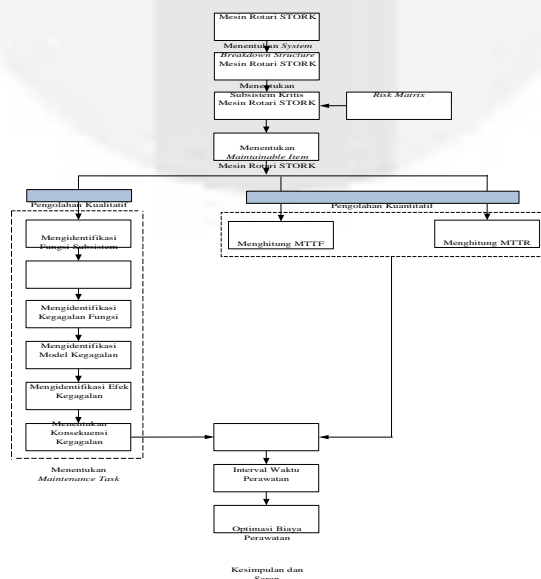 Mesin Rotari STORK
Menentukan System
Breakdown Structure
Mesin Rotari STORK
Menentukan
Subsistem Kritis
Mesin Rotari STORK
Risk Matrix
Menentukan
Maintainable Item
Mesin Rotari STORK
Pengolahan Kualitatif
Pengolahan Kuantitatif
Mengidentifikasi
Fungsi Subsistem
Menghitung MTTF
Menghitung MTTR
Mengidentifikasi
Kegagalan Fungsi
Mengidentifikasi
Model Kegagalan
Mengidentifikasi Efek
Kegagalan
Menentukan
Konsekuensi
Kegagalan
Menentukan
Maintenance Task
Interval Waktu
Perawatan
Optimasi Biaya
Perawatan
Kesimpulan dan
Saran